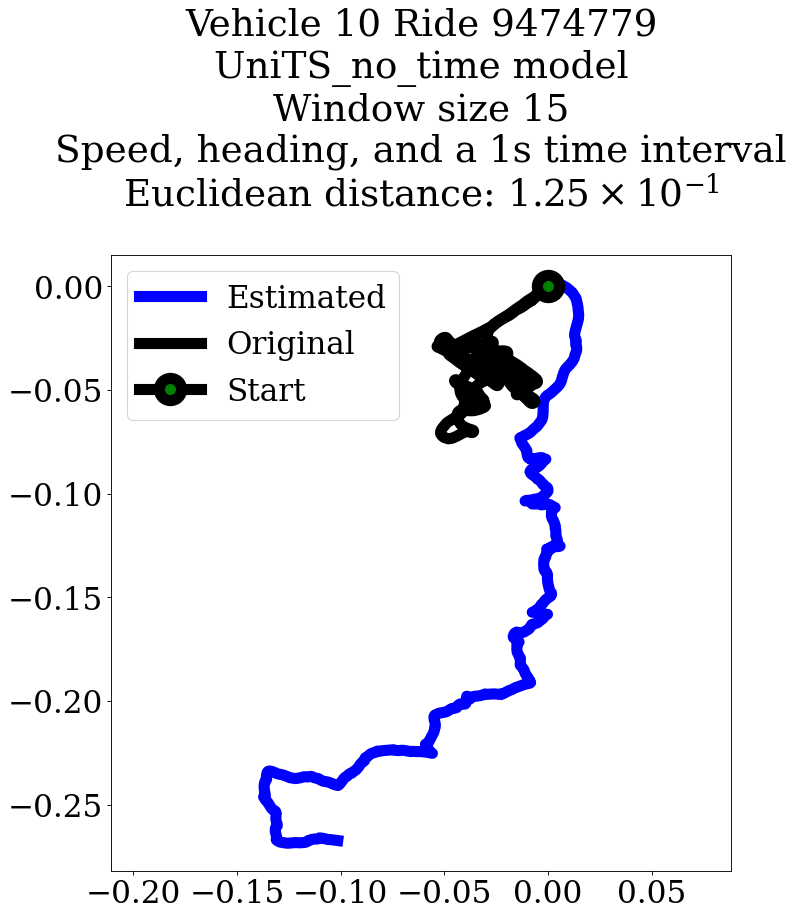 Vehicle 10 Ride 9474779
UniTS_no_time model
Window size 15
Speed, heading, and a 1s time interval
Euclidean distance: 1.25 × 10⁻¹
Estimated
Original
Start
0.00
−0.05
−0.10
−0.15
−0.20
−0.25
−0.20 −0.15 −0.10 −0.05 0.00 0.05